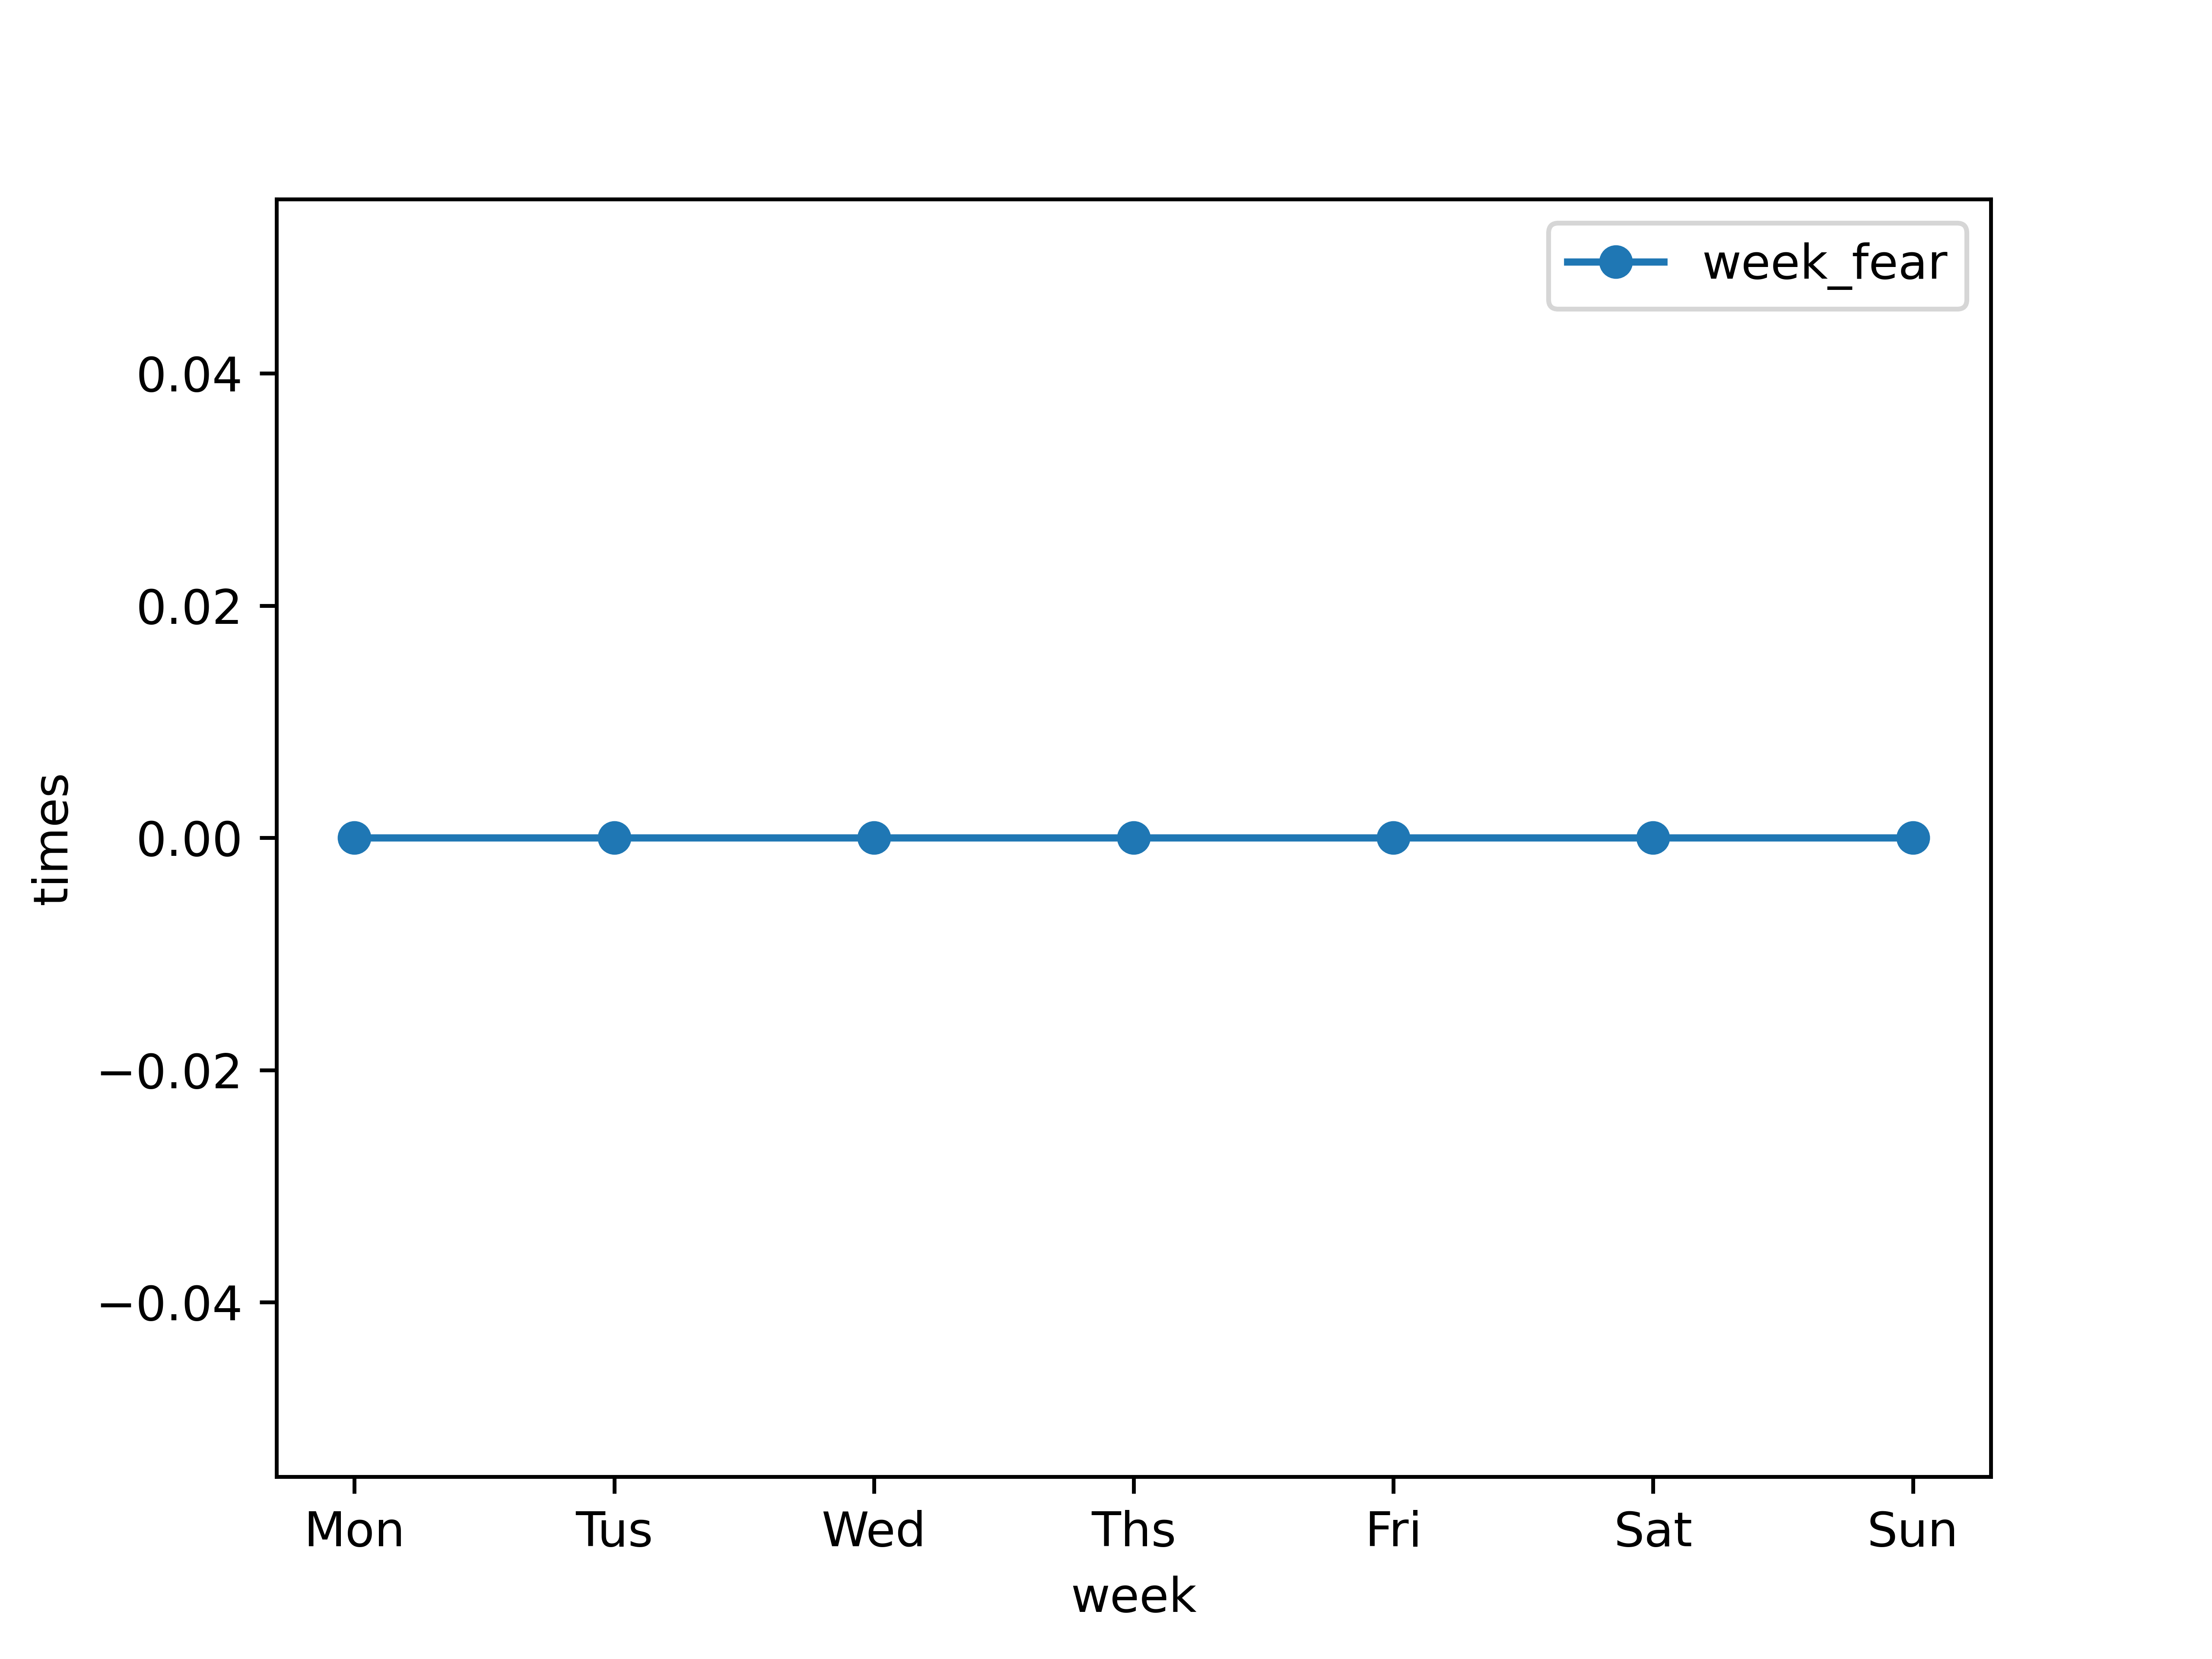 week_fear
0.04
0.02
0.00
−0.02
−0.04
times
Mon Tus Wed Ths Fri Sat Sun
week